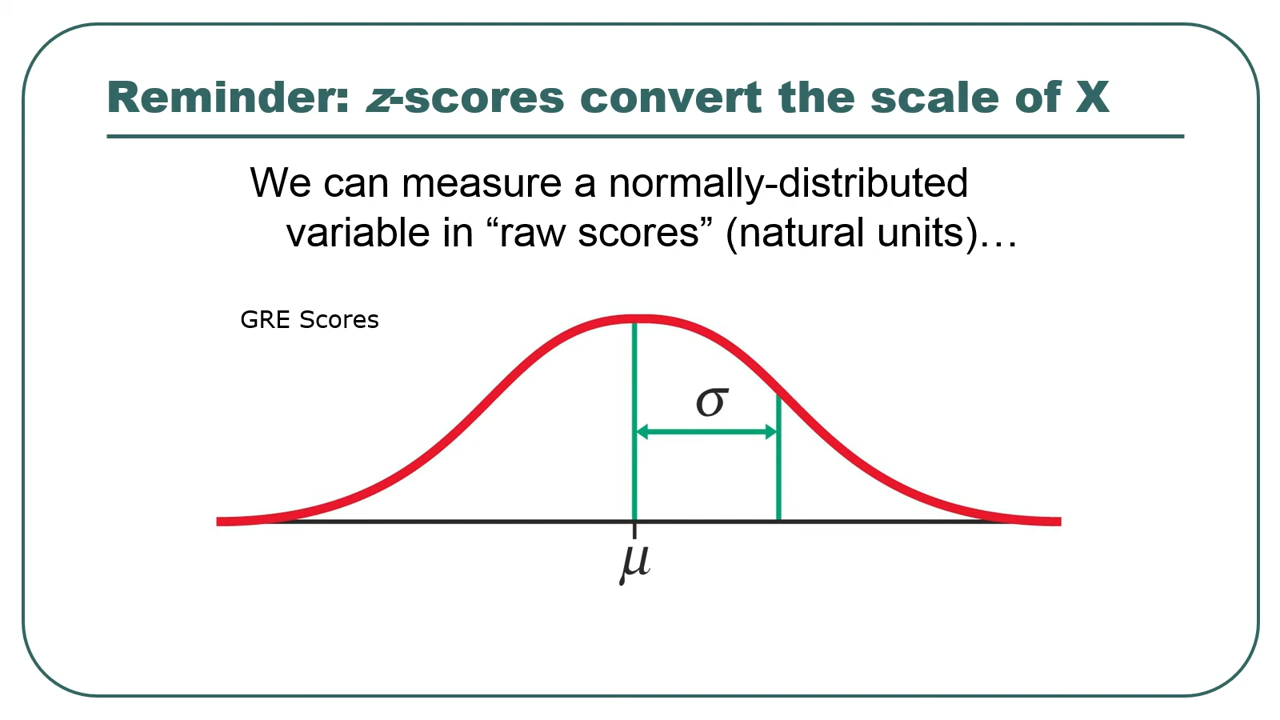 Reminder: z-scores convert the scale of X
We can measure a normally-distributed
variable in “raw scores” (natural units)…
GRE Scores
σ
μ